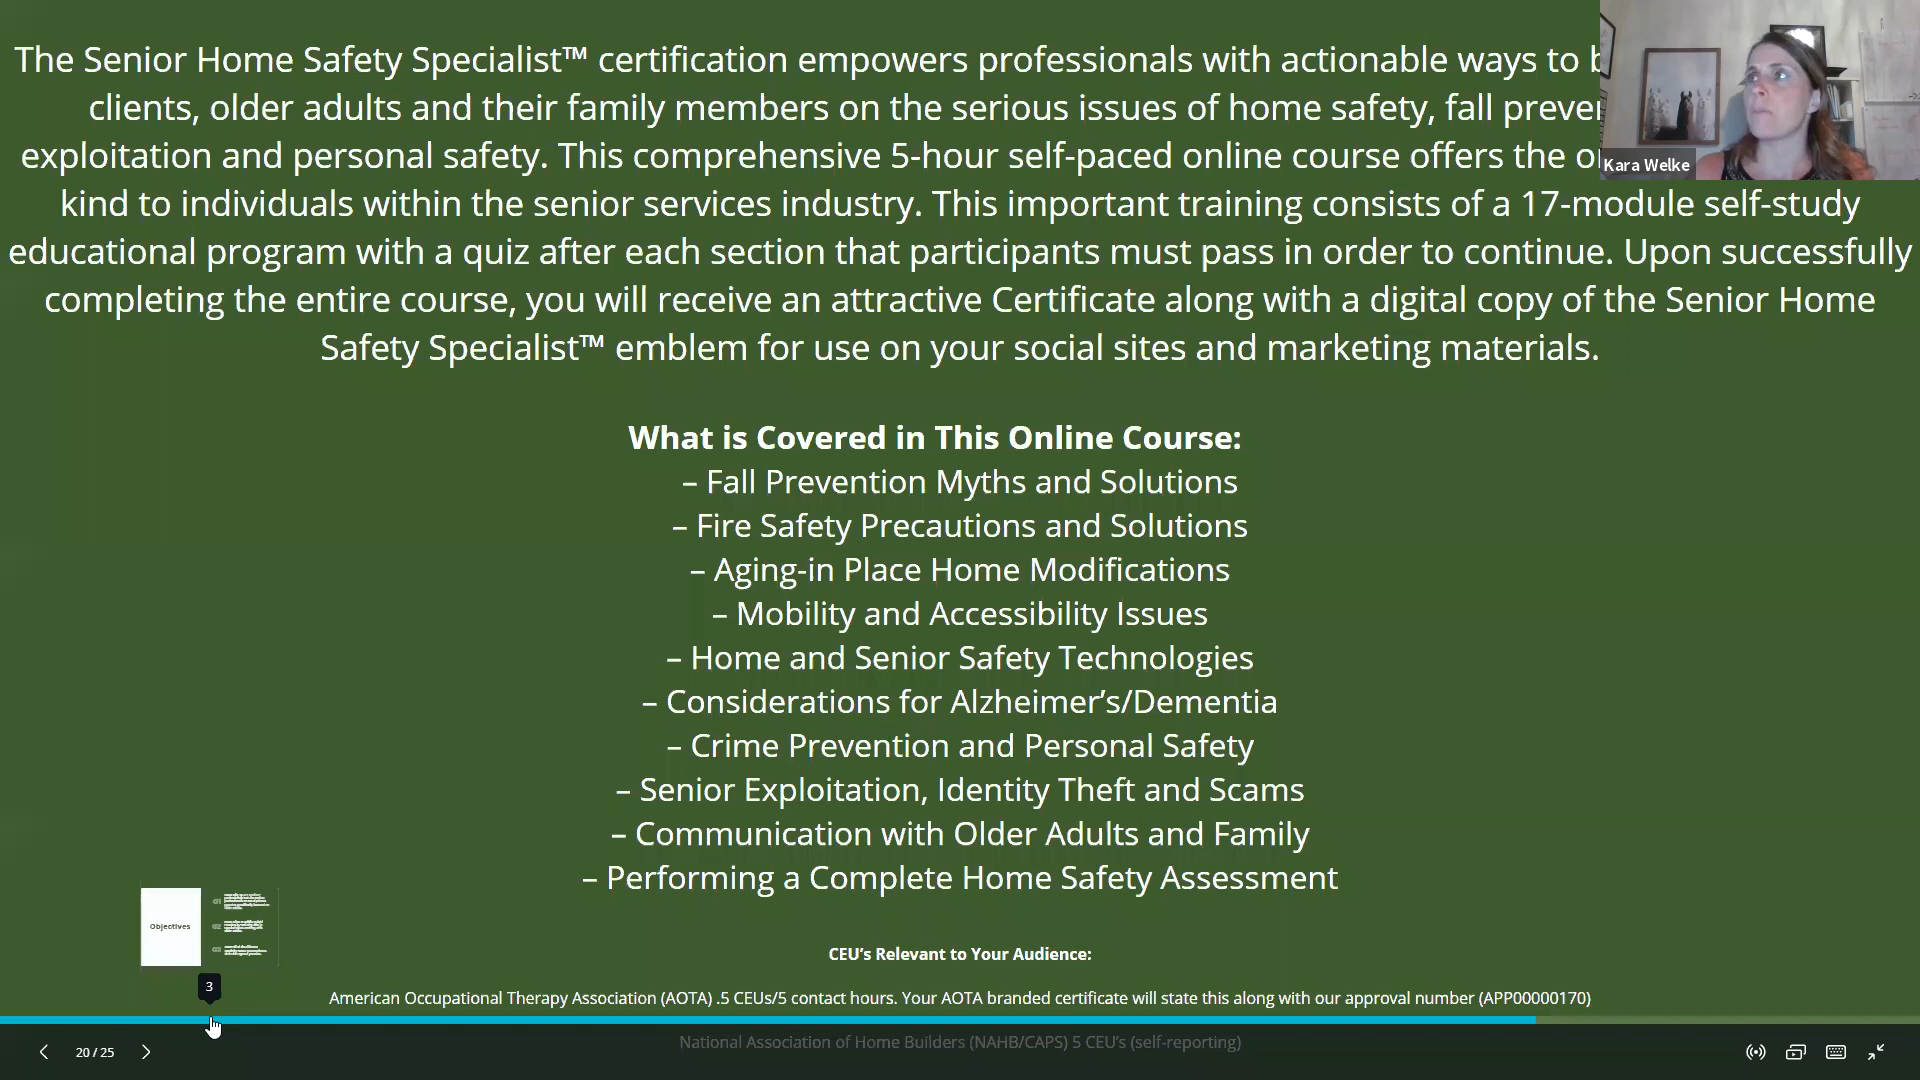 The Senior Home Safety Specialist™ certification empowers professionals with actionable ways to
clients, older adults and their family members on the serious issues of home safety, fall
exploitation and personal safety. This comprehensive 5-hour self-paced online course offers the
Kara Welke
kind to individuals within the senior services industry. This important training consists of a 17-module self-study
educational program with a quiz after each section that participants must pass in order to continue. Upon successfully
completing the entire course, you will receive an attractive Certificate along with a digital copy of the Senior Home
Safety Specialist™ emblem for use on your social sites and marketing materials.
What is Covered in This Online Course:
– Fall Prevention Myths and Solutions
– Fire Safety Precautions and Solutions
– Aging-in Place Home Modifications
– Mobility and Accessibility Issues
– Home and Senior Safety Technologies
– Considerations for Alzheimer’s/Dementia
– Crime Prevention and Personal Safety
– Senior Exploitation, Identity Theft and Scams
– Communication with Older Adults and Family
– Performing a Complete Home Safety Assessment
Objectives
CEU’s Relevant to Your Audience:
3
American Occupational Therapy Association (AOTA) .5 CEUs/5 contact hours. Your AOTA branded certificate will state this along with our approval number (APP00000170)
National Association of Home Builders (NAHB/CAPS) 5 CEU’s (self-reporting)
20 / 25